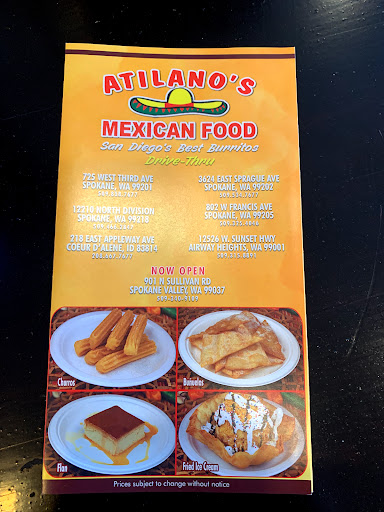 ATILANO'S
MEXICAN FOOD
San Diego's Best Burritos
Drive-Thru
725 WEST THIRD AVE
SPOKANE, WA 99201
3624 EAST SPRAGUE AVE
SPOKANE, WA 99202
12210 NORTH DIVISION
SPOKANE, WA 99218
802 W FRANCIS AVE
SPOKANE, WA 99205
218 EAST APPLEWAY AVE
COEUR D'ALENE, ID 83814
12526 W. SUNSET HWY
AIRWAY HEIGHTS, WA 99001
NOW OPEN
901 N SULLIVAN RD
SPOKANE VALLEY, WA 99037
Churros
Buñuelos
Flan
Fried Ice Cream
Prices subject to change without notice